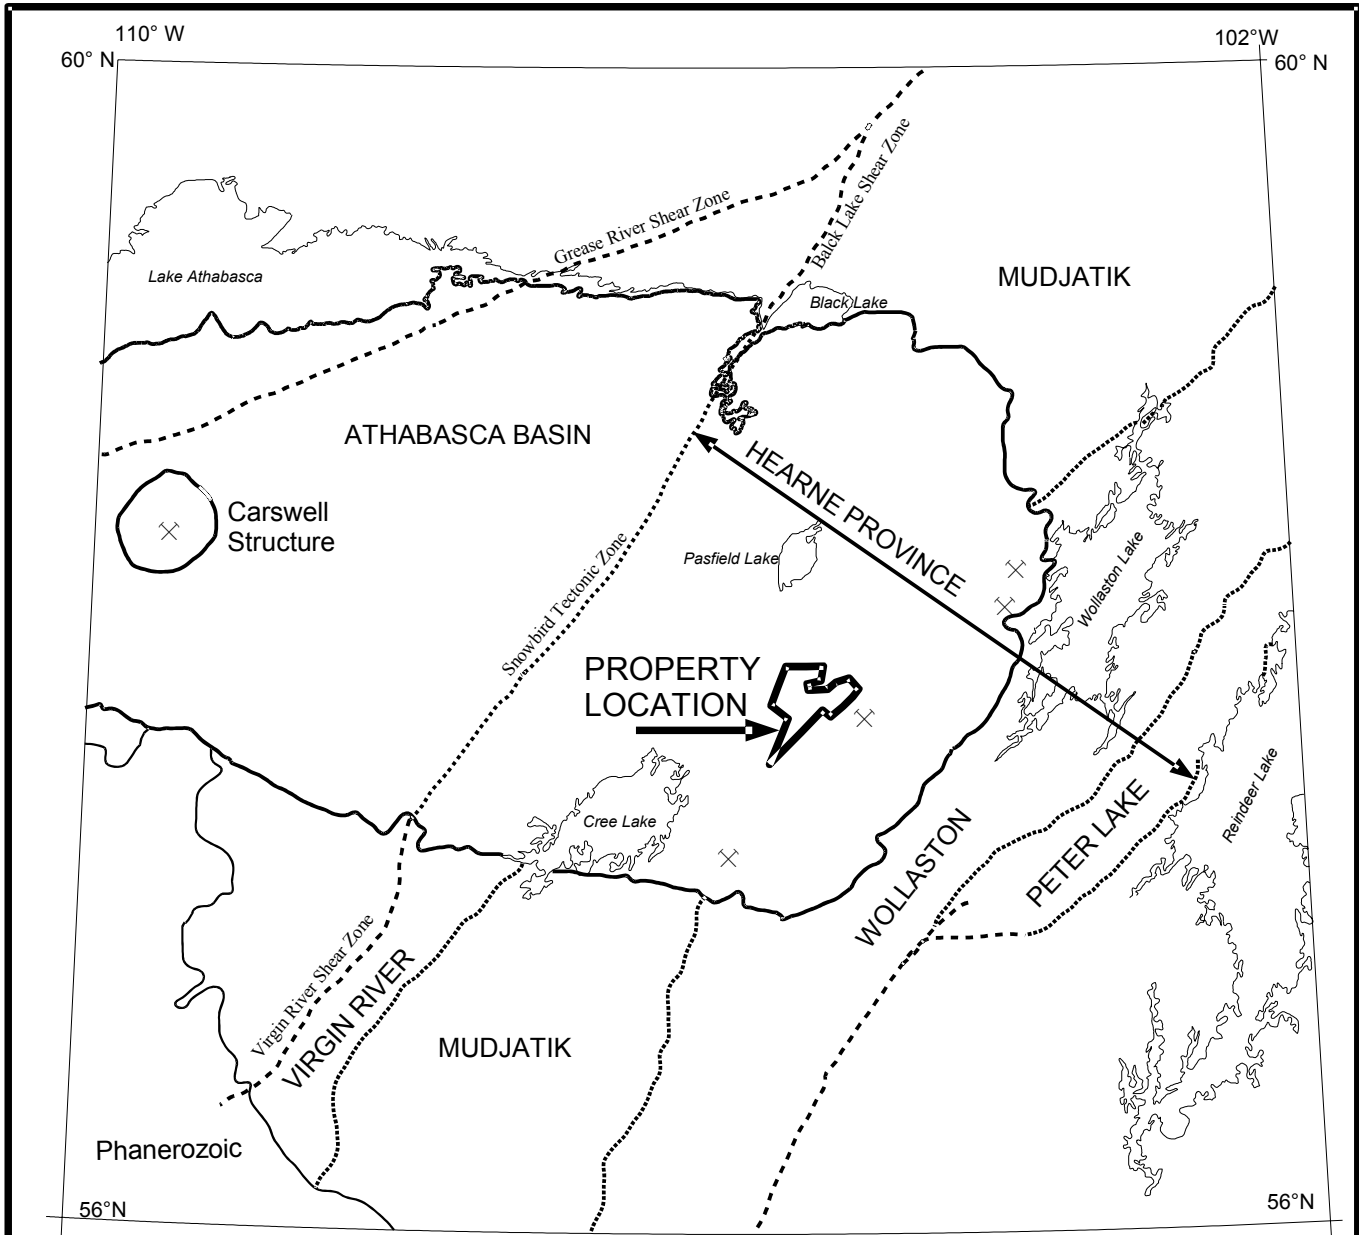 110° W
102°W
60° N
60° N
Balck Lake Shear Zone
Grease River Shear Zone
Lake Athabasca
MUDJATIK
Black Lake
ATHABASCA BASIN
HEARNE PROVINCE
Carswell
Structure
Pasfield Lake
Wollaston Lake
Snowbird Tectonic Zone
PROPERTY
LOCATION
Reindeer Lake
Cree Lake
PETER LAKE
WOLLASTON
Virgin River Shear Zone
VIRGIN RIVER
MUDJATIK
Phanerozoic
56°N
56°N